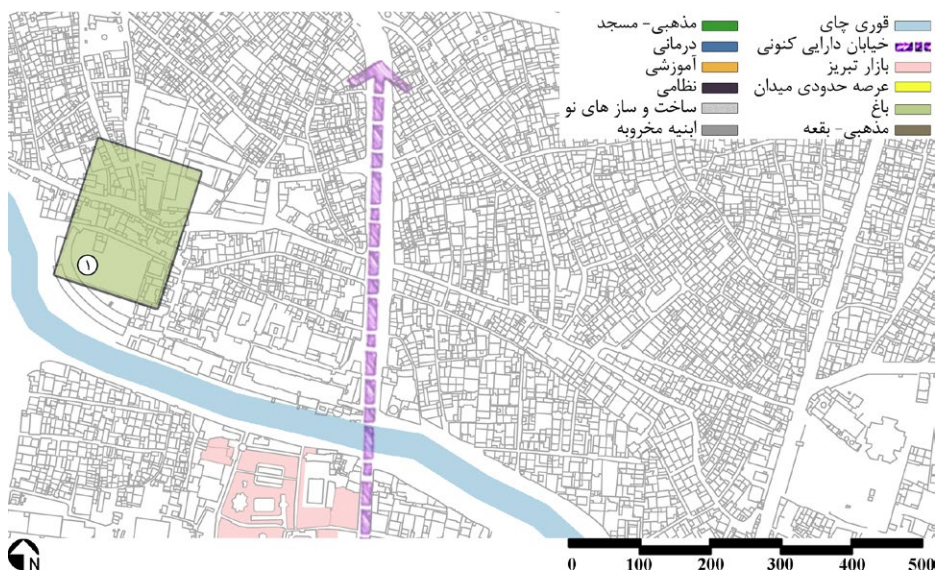 قوری چای
خیابان دارایی کنونی
بازار تبریز
عرصه حدودی میدان
باغ
مذهبی- بقعه
مذهبی- مسجد
درمانی
آموزشی
نظامی
ساخت و ساز های نو
ابنیه مخروبه
۱
N
0 100 200 300 400 500